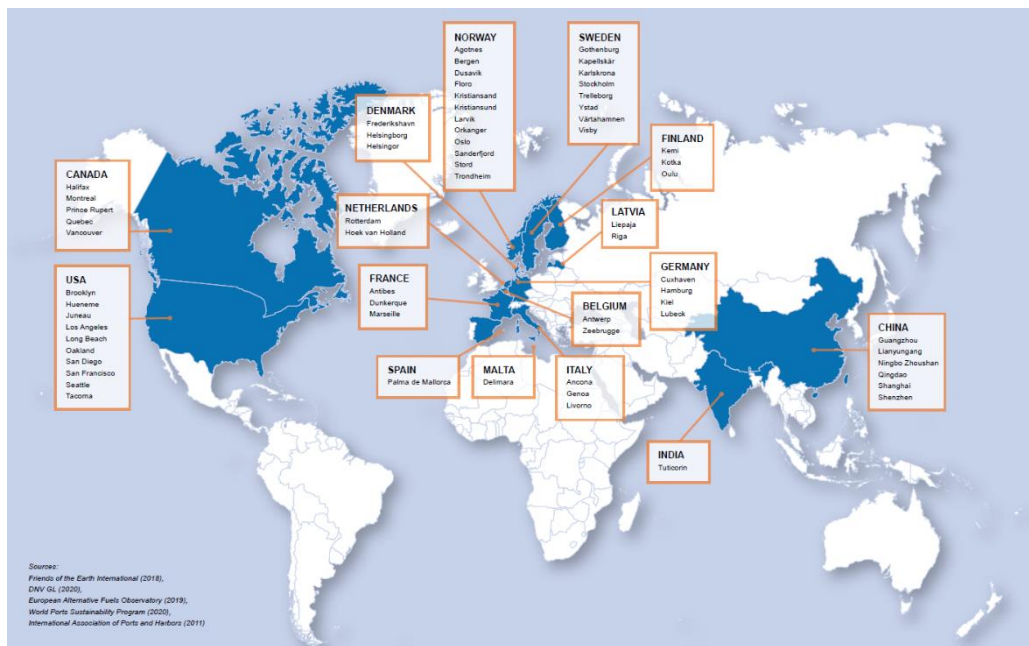 NORWAY
Agotnes
Bergen
Dusavik
Floro
Kristiansand
Kristiansund
Larvik
Orkanger
Oslo
Sanderfjord
Stord
Trondheim
SWEDEN
Gothenburg
Kapellskär
Karlskrona
Stockholm
Trelleborg
Ystad
Värtahamnen
Visby
DENMARK
Frederikshavn
Helsingborg
Helsingor
FINLAND
Kemi
Kotka
Oulu
CANADA
Halifax
Montreal
Prince Rupert
Quebec
Vancouver
NETHERLANDS
Rotterdam
Hoek van Holland
LATVIA
Liepaja
Riga
USA
Brooklyn
Hueneme
Juneau
Los Angeles
Long Beach
Oakland
San Diego
San Francisco
Seattle
Tacoma
FRANCE
Antibes
Dunkerque
Marseille
GERMANY
Cuxhaven
Hamburg
Kiel
Lubeck
BELGIUM
Antwerp
Zeebrugge
CHINA
Guangzhou
Lianyungang
Ningbo Zhoushan
Qingdao
Shanghai
Shenzhen
SPAIN
Palma de Mallorca
MALTA
Delimara
ITALY
Ancona
Genoa
Livorno
INDIA
Tuticorin
Sources:
Friends of the Earth International (2018),
DNV GL (2020),
European Alternative Fuels Observatory (2019),
World Ports Sustainability Program (2020),
International Association of Ports and Harbors (2011)